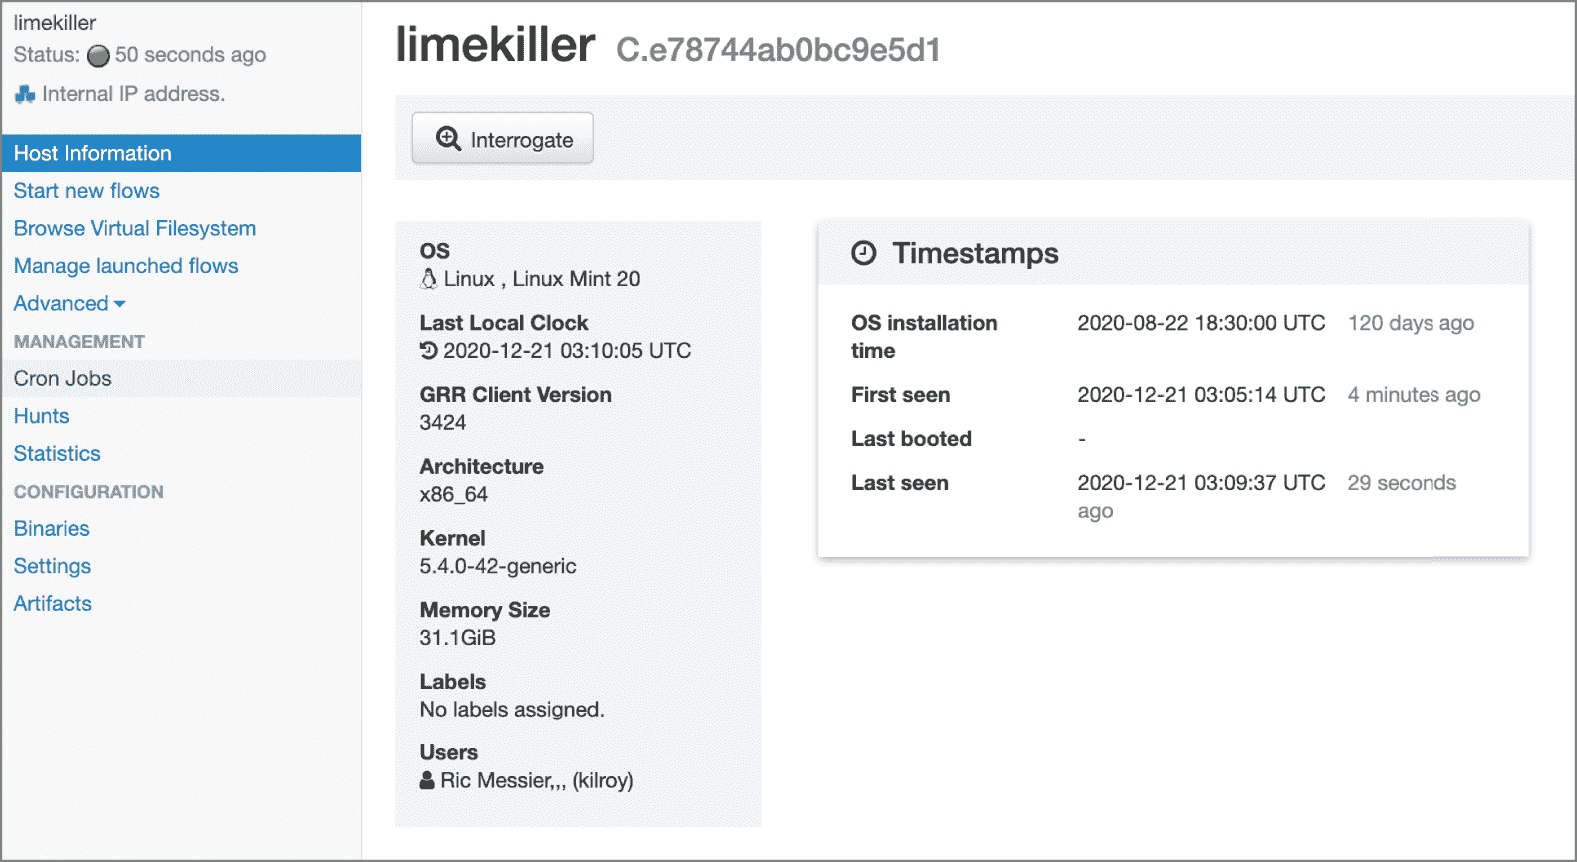 limekiller
Status: 50 seconds ago
Internal IP address.
Host Information
Start new flows
Browse Virtual Filesystem
Manage launched flows
Advanced
MANAGEMENT
Cron Jobs
Hunts
Statistics
CONFIGURATION
Binaries
Settings
Artifacts
limekiller C.e78744ab0bc9e5d1
Interrogate
OS
Linux , Linux Mint 20
Last Local Clock
2020-12-21 03:10:05 UTC
GRR Client Version
3424
Architecture
x86_64
Kernel
5.4.0-42-generic
Memory Size
31.1GiB
Labels
No labels assigned.
Users
Ric Messier,,, (kilroy)
Timestamps
OS installation time 2020-08-22 18:30:00 UTC 120 days ago
First seen 2020-12-21 03:05:14 UTC 4 minutes ago
Last booted -
Last seen 2020-12-21 03:09:37 UTC 29 seconds
ago